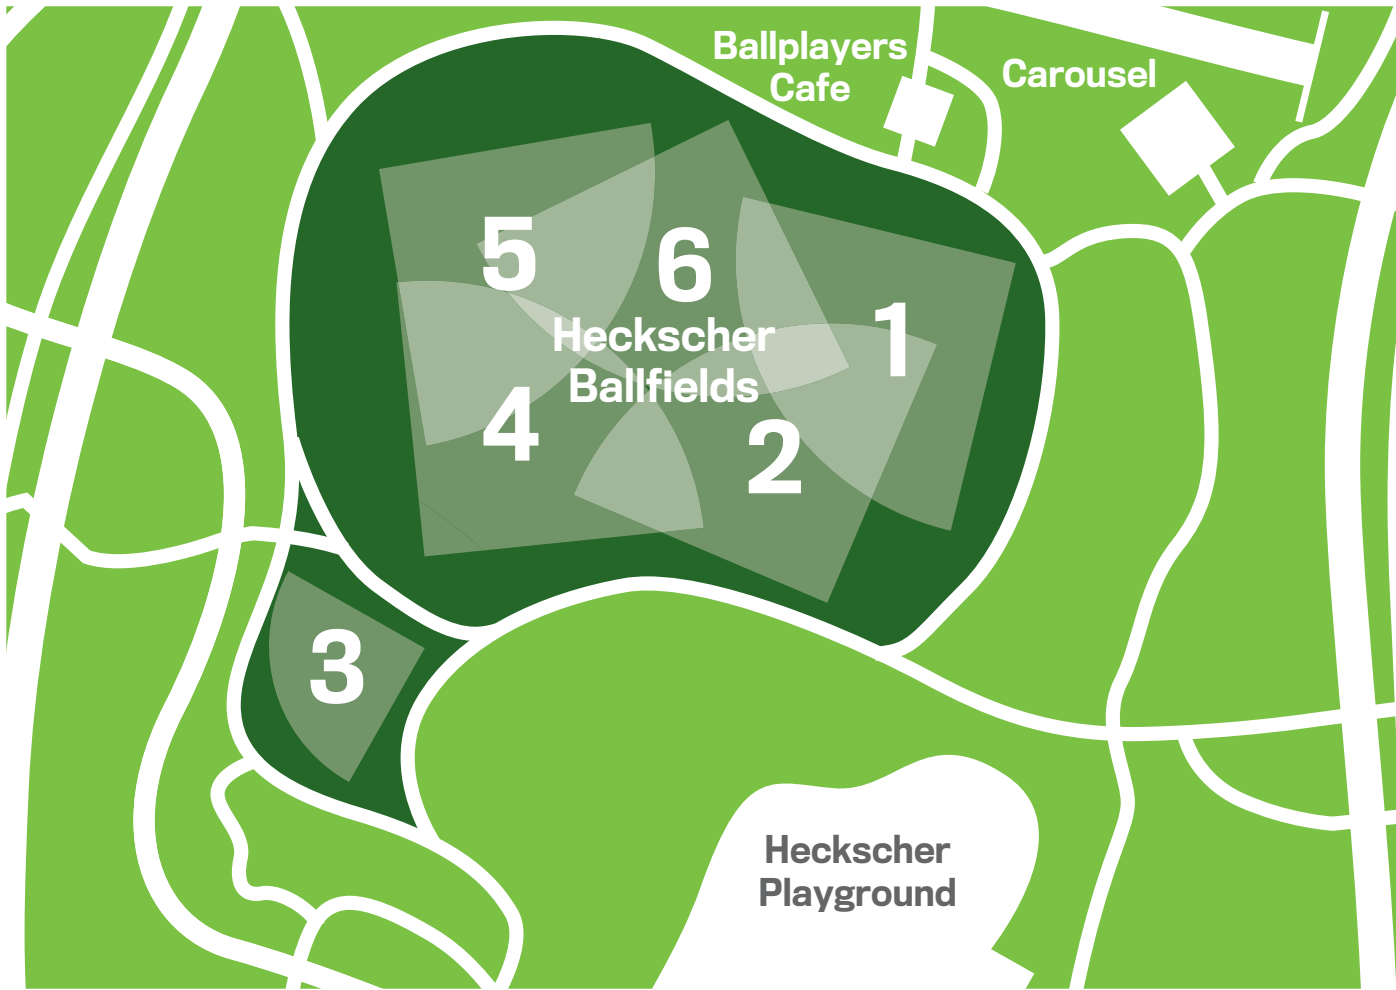 Ballplayers
Cafe
Carousel
5
6
1
Heckscher
Ballfields
4
2
3
Heckscher
Playground